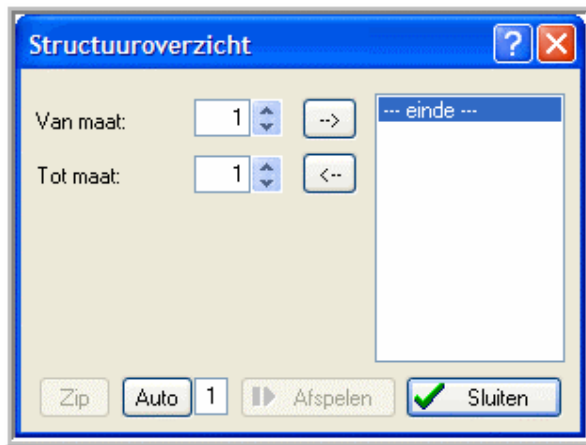 Structuuroverzicht
Van maat: 1 --> --- einde ---
Tot maat: 1 <--
Zip Auto 1 Afspelen Sluiten